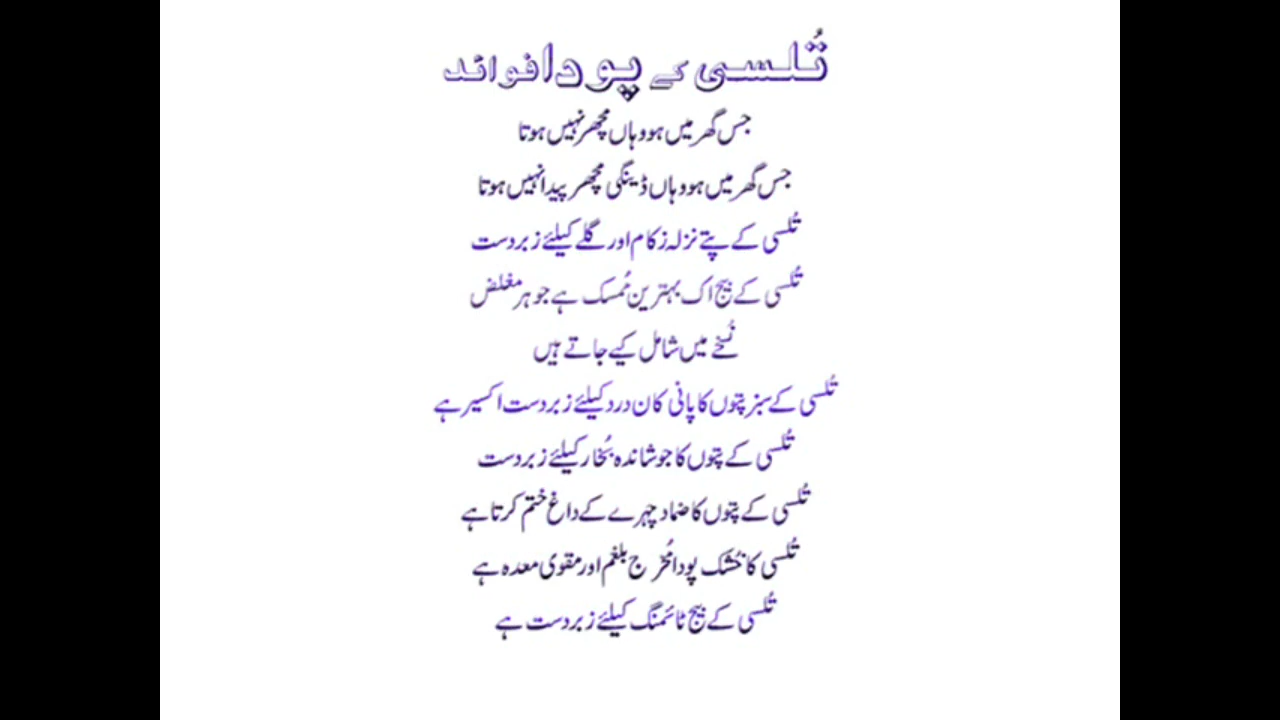 تُلسی کے پودا فوائد
جس گھر میں ہو وہاں مچھر نہیں ہوتا
جس گھر میں ہو وہاں ڈینگی مچھر پیدا نہیں ہوتا
تُلسی کے پتے نزلہ زکام اور گلے کیلئے زبردست
تُلسی کے بیج اک بہترین مُمسک ہے جو ہر مغلض
نُسخے میں شامل کیے جاتے ہیں
تُلسی کے سبز پتوں کا پانی کان درد کیلئے زبردست اکسیر ہے
تُلسی کے پتوں کا جوشاندہ بُخار کیلئے زبردست
تُلسی کے پتوں کا ضماد چہرے کے داغ ختم کرتا ہے
تُلسی کا خُشک پودا مُخرج بلغم اور مقوی معدہ ہے
تُلسی کے بیج ٹائمنگ کیلئے زبردست ہے